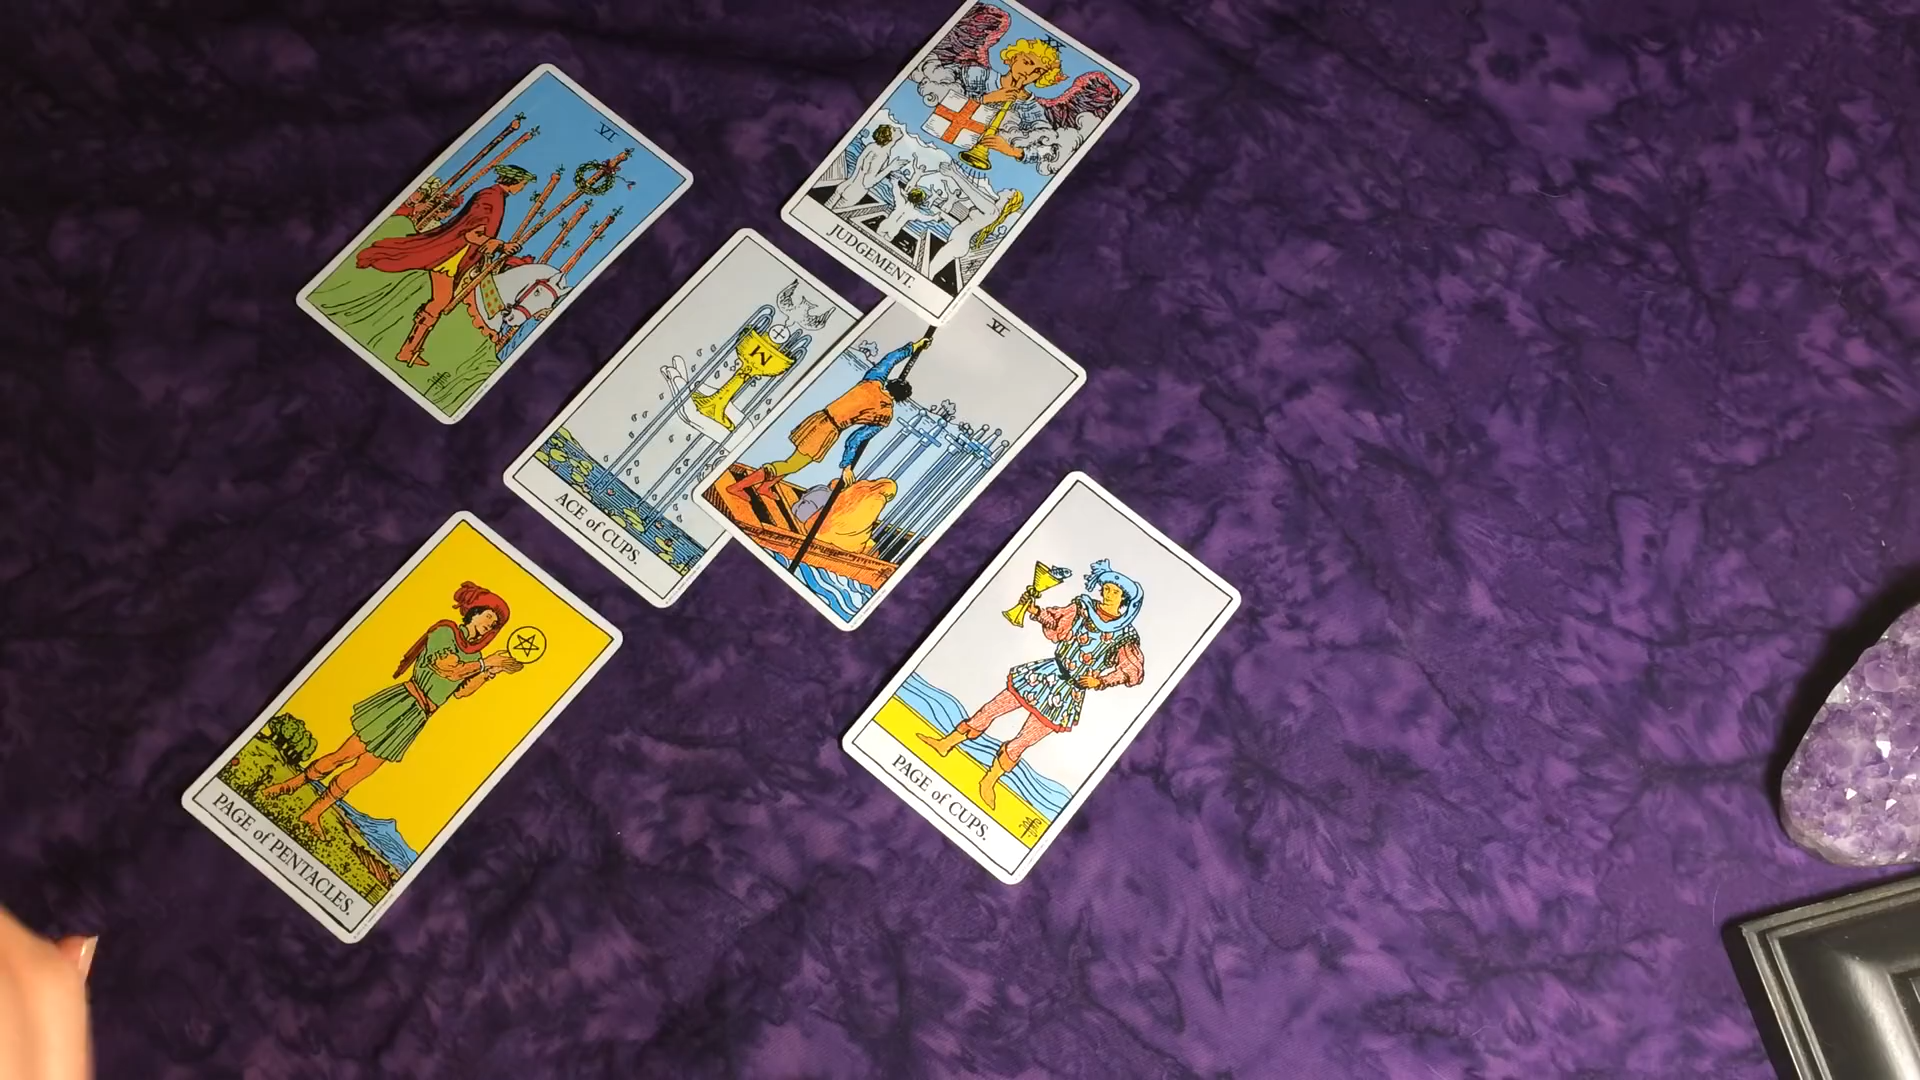 XX
JUDGEMENT.
VI
ACE of CUPS.
VI
PAGE of PENTACLES.
PAGE of CUPS.